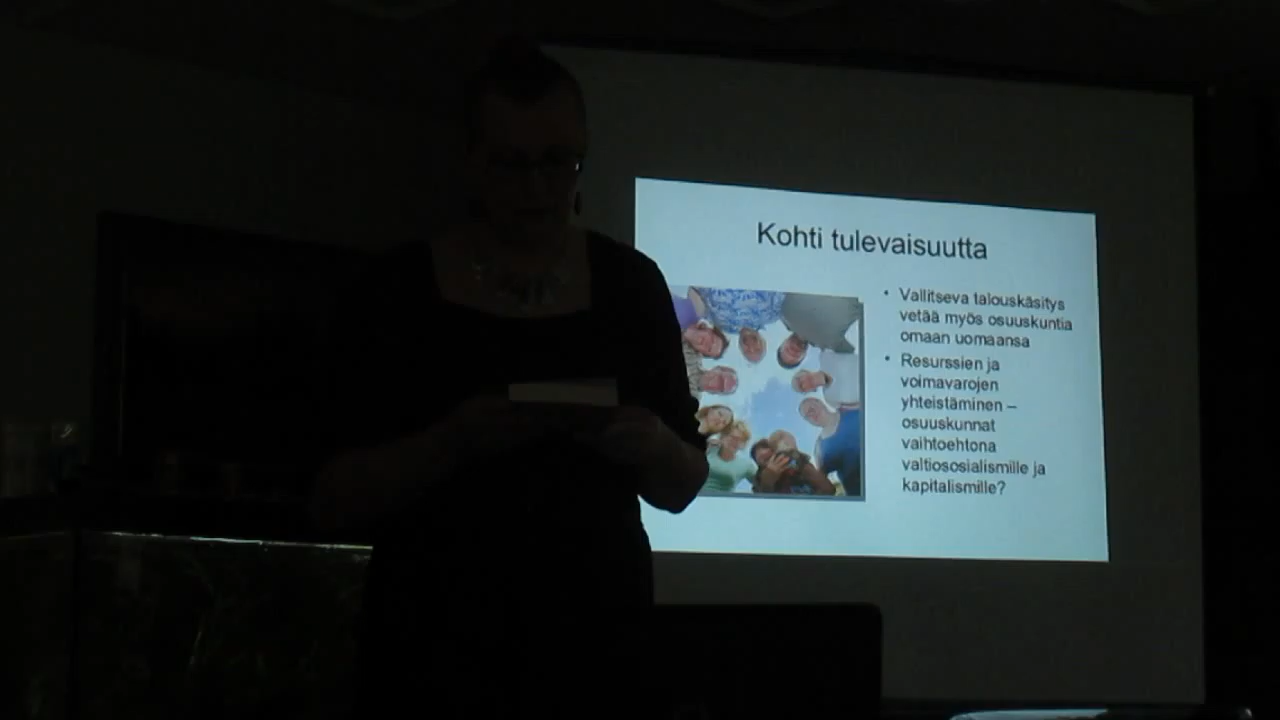 Kohti tulevaisuutta
• Vallitseva talouskäsitys
vetää myös osuuskuntia
omaan uomaansa
• Resurssien ja
voimavarojen
yhteistäminen –
osuuskunnat
vaihtoehtona
valtiososialismille ja
kapitalismille?